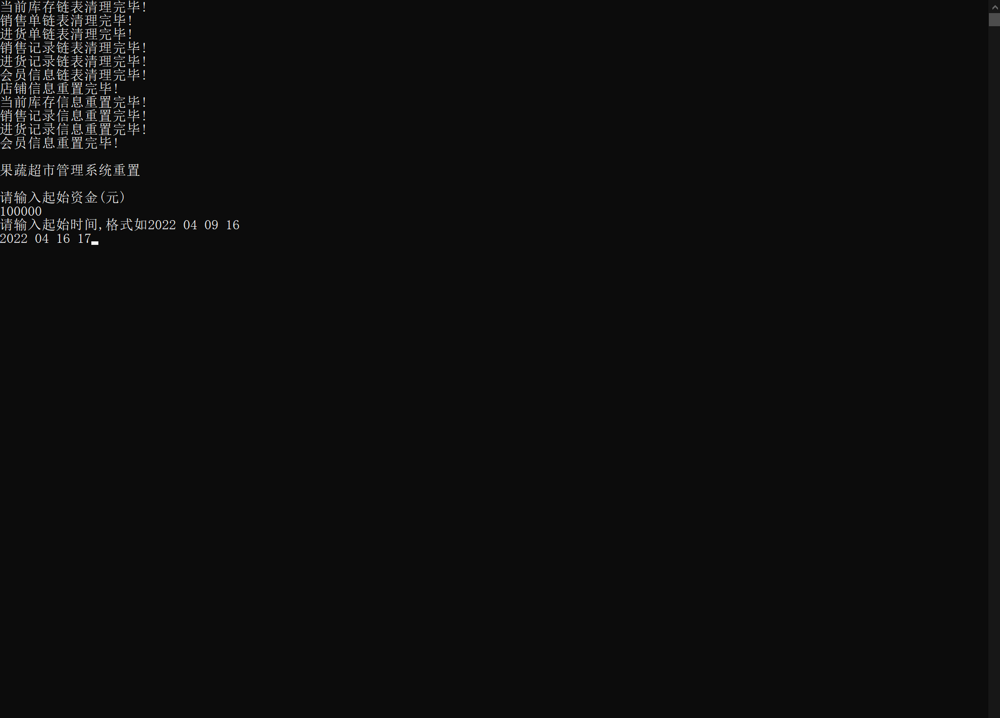 当前库存链表清理完毕!
销售单链表清理完毕!
进货单链表清理完毕!
销售记录链表清理完毕!
进货记录链表清理完毕!
会员信息链表清理完毕!
店铺信息重置完毕!
当前库存信息重置完毕!
销售记录信息重置完毕!
进货记录信息重置完毕!
会员信息重置完毕!
果蔬超市管理系统重置
请输入起始资金(元)
100000
请输入起始时间,格式如2022 04 09 16
2022 04 16 17